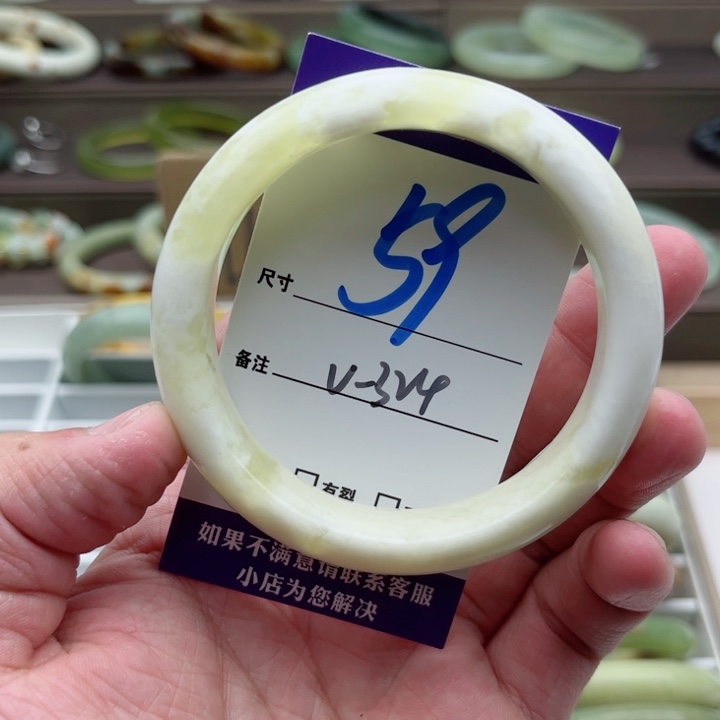 59
尺寸
备注 V-324
有裂
如果不满意请联系客服
小店为您解决